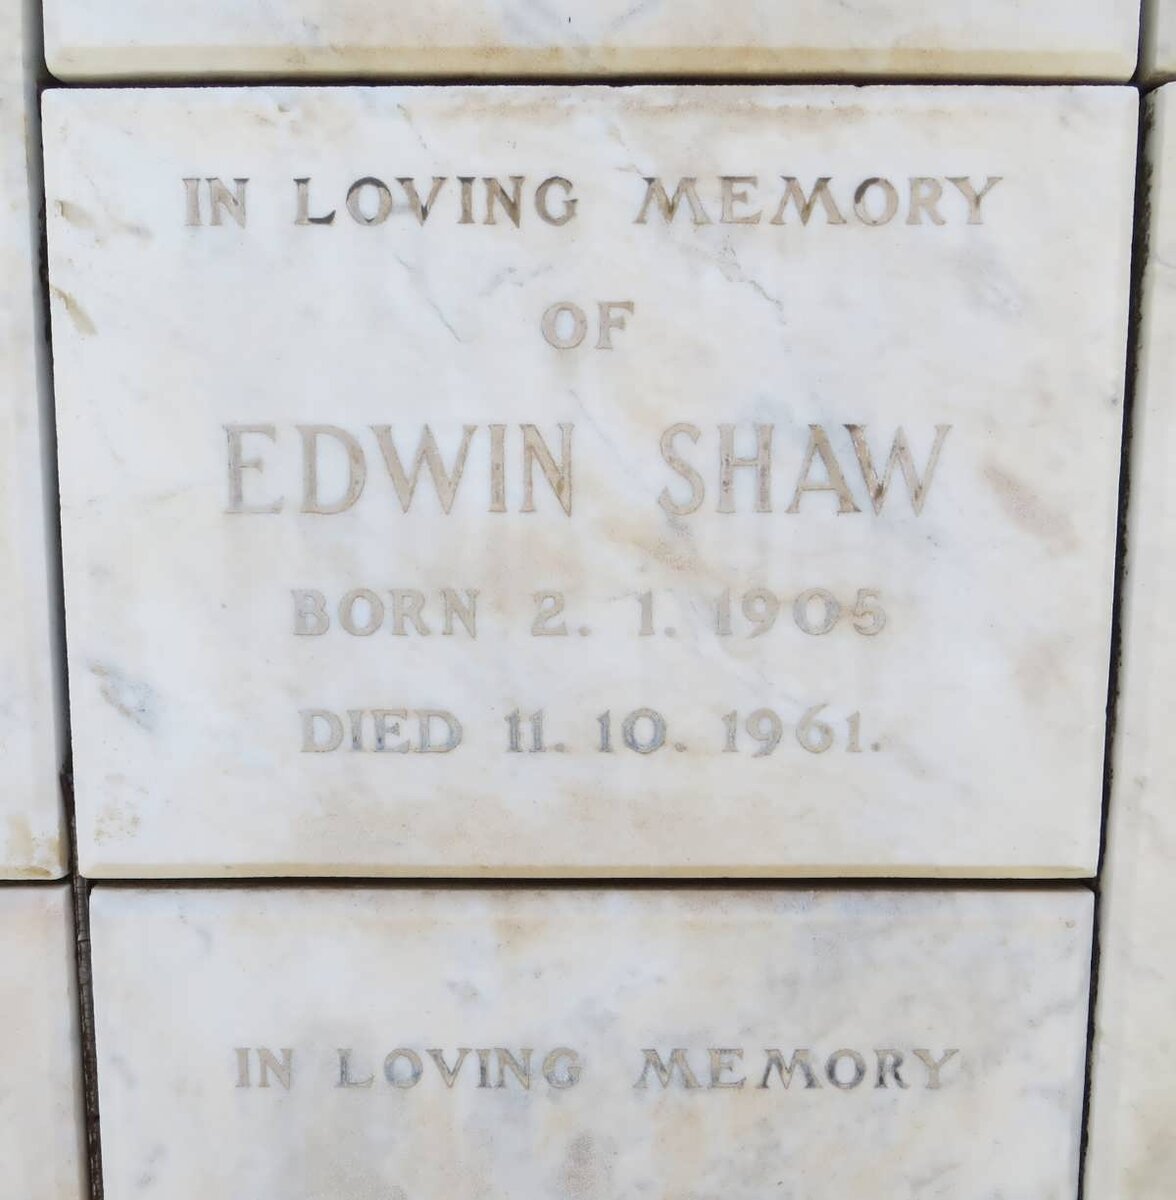 IN LOVING MEMORY
OF
EDWIN SHAW
BORN 2. 1. 1905
DIED 11. 10. 1961.
IN LOVING MEMORY